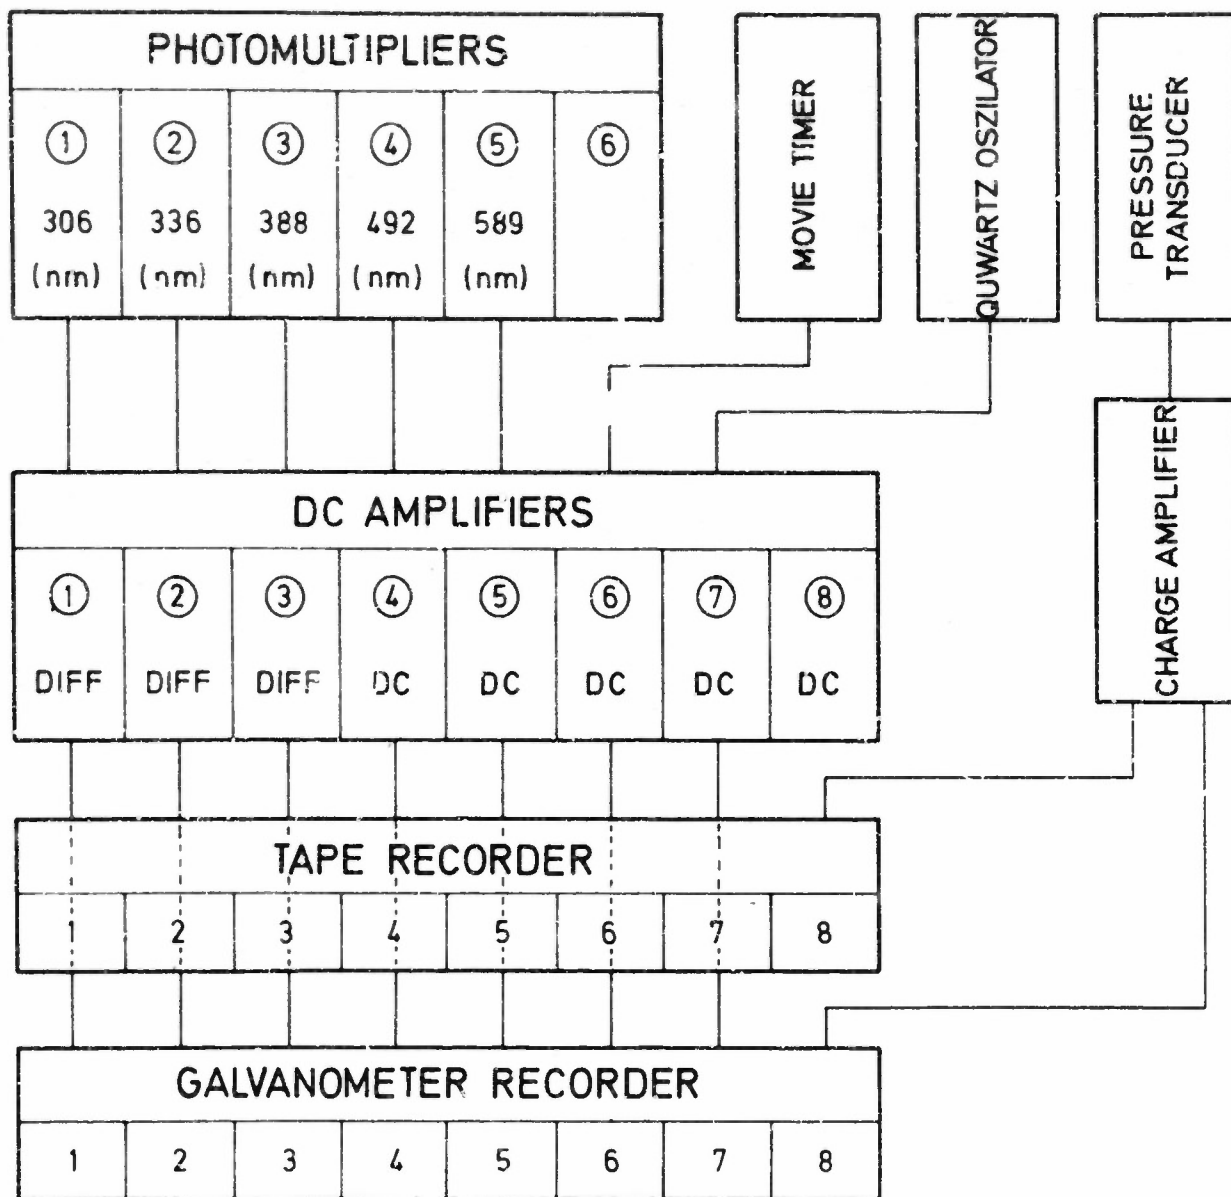 PHOTOMULTIPLIERS
① ② ③ ④ ⑤ ⑥
306 336 388 492 589
(nm) (nm) (nm) (nm) (nm)
MOVIE TIMER
QUWARTZ OSZILATOR
PRESSURE
TRANSDUCER
CHARGE AMPLIFIER
DC AMPLIFIERS
① ② ③ ④ ⑤ ⑥ ⑦ ⑧
DIFF DIFF DIFF DC DC DC DC DC
TAPE RECORDER
1 2 3 4 5 6 7 8
GALVANOMETER RECORDER
1 2 3 4 5 6 7 8